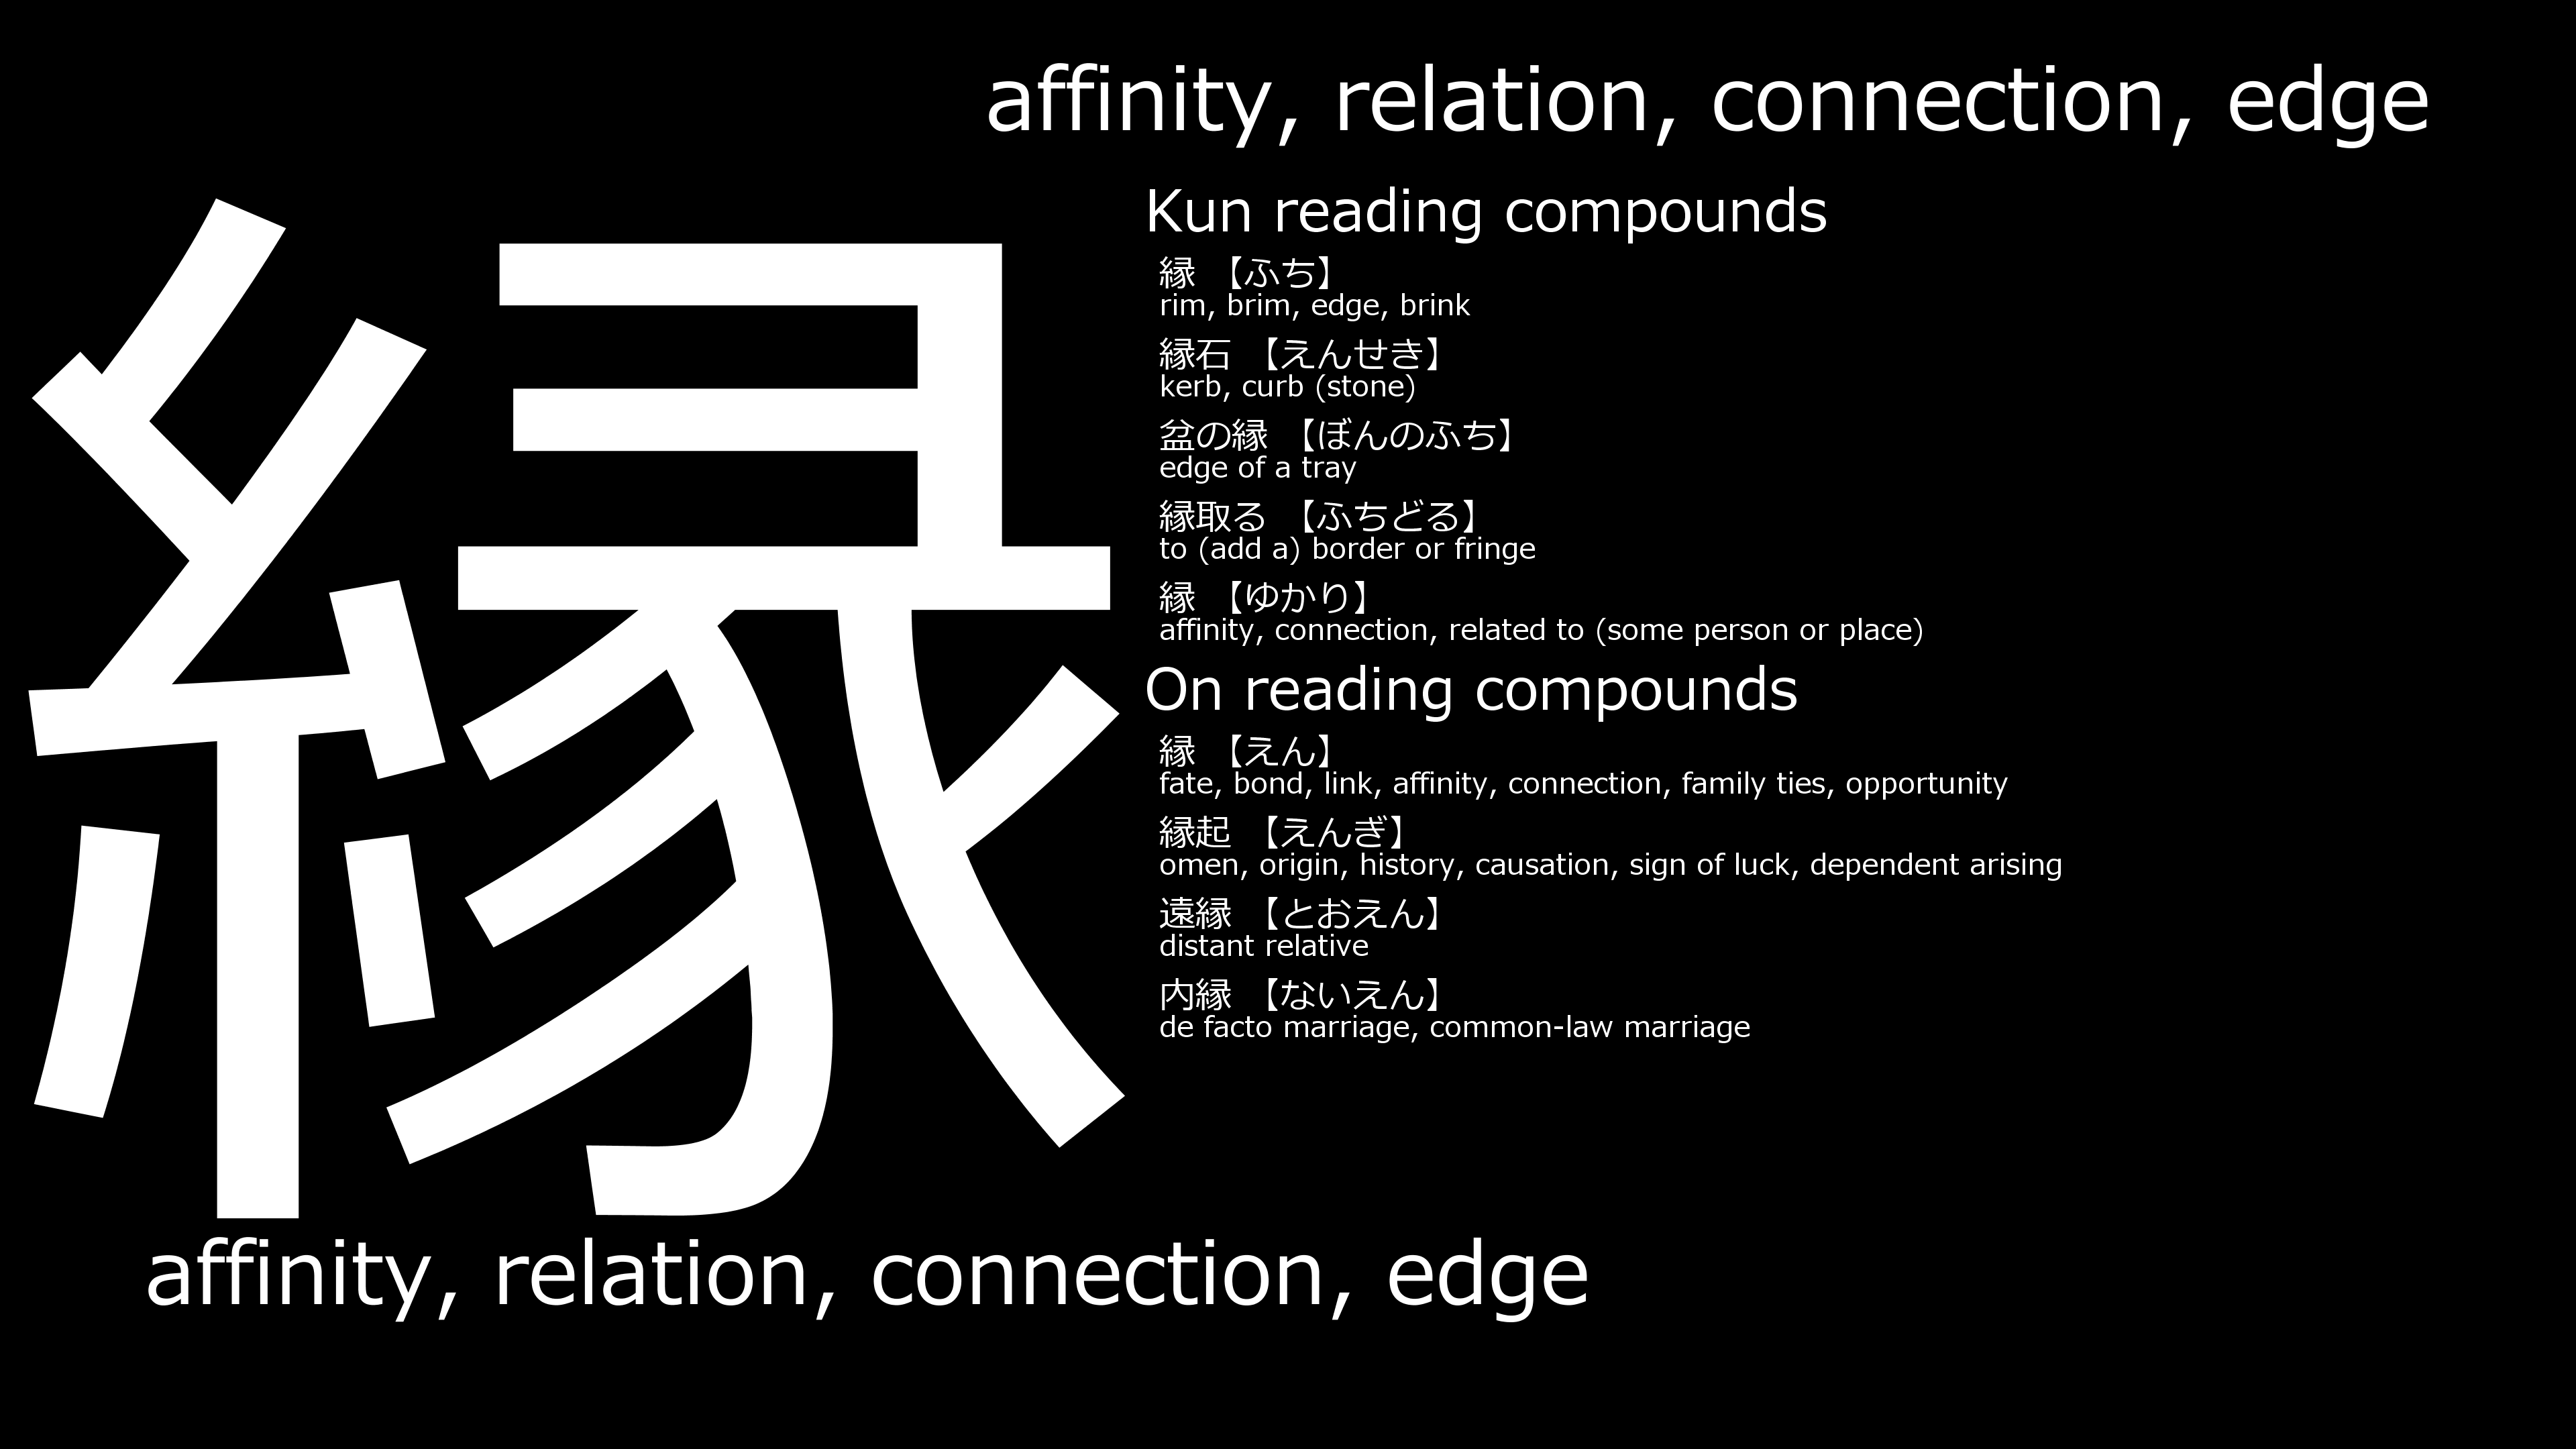 affinity, relation, connection, edge
縁
Kun reading compounds
縁 【ふち】
rim, brim, edge, brink
縁石 【えんせき】
kerb, curb (stone)
盆の縁 【ぼんのふち】
edge of a tray
縁取る 【ふちどる】
to (add a) border or fringe
縁 【ゆかり】
affinity, connection, related to (some person or place)
On reading compounds
縁 【えん】
fate, bond, link, affinity, connection, family ties, opportunity
縁起 【えんぎ】
omen, origin, history, causation, sign of luck, dependent arising
遠縁 【とおえん】
distant relative
内縁 【ないえん】
de facto marriage, common-law marriage
affinity, relation, connection, edge